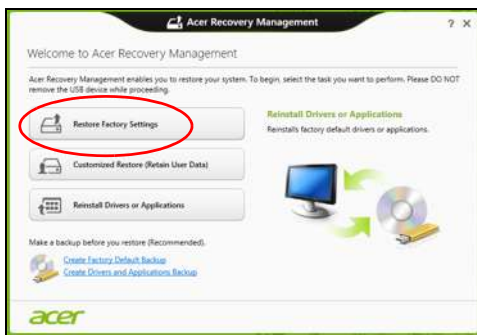 Acer Recovery Management
? X
Welcome to Acer Recovery Management
Acer Recovery Management enables you to restore your system. To begin, select the task you want to perform. Please DO NOT
remove the USB device while proceeding.
Restore Factory Settings
Customized Restore (Retain User Data)
Reinstall Drivers or Applications
Reinstall Drivers or Applications
Reinstalls factory default drivers or applications.
Make a backup before you restore (Recommended).
Create Factory Default Backup
Create Drivers and Applications Backup
acer